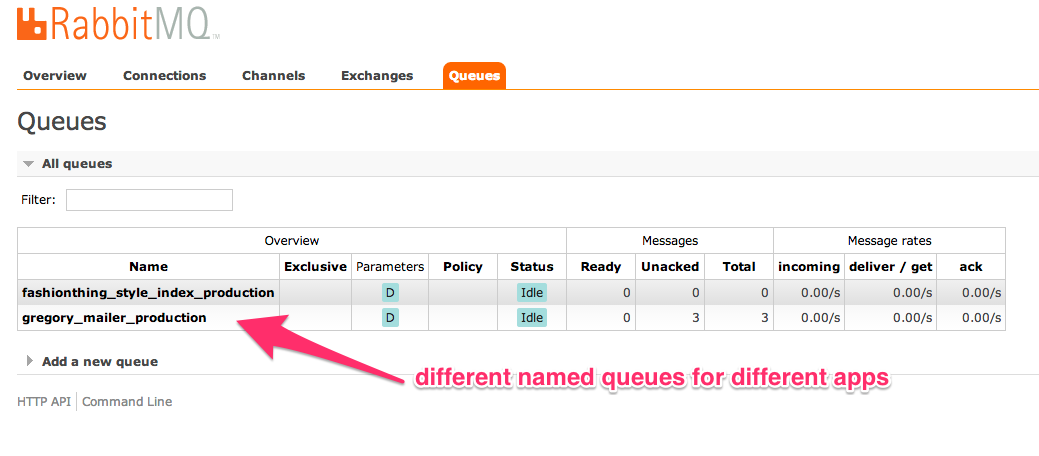 RabbitMQ™
Overview Connections Channels Exchanges Queues
Queues
All queues
Filter:
Overview Messages Message rates
Name Exclusive Parameters Policy Status Ready Unacked Total incoming deliver / get ack
fashionthing_style_index_production D Idle 0 0 0 0.00/s 0.00/s 0.00/s
gregory_mailer_production D Idle 0 3 3 0.00/s 0.00/s 0.00/s
Add a new queue
different named queues for different apps
HTTP API Command Line